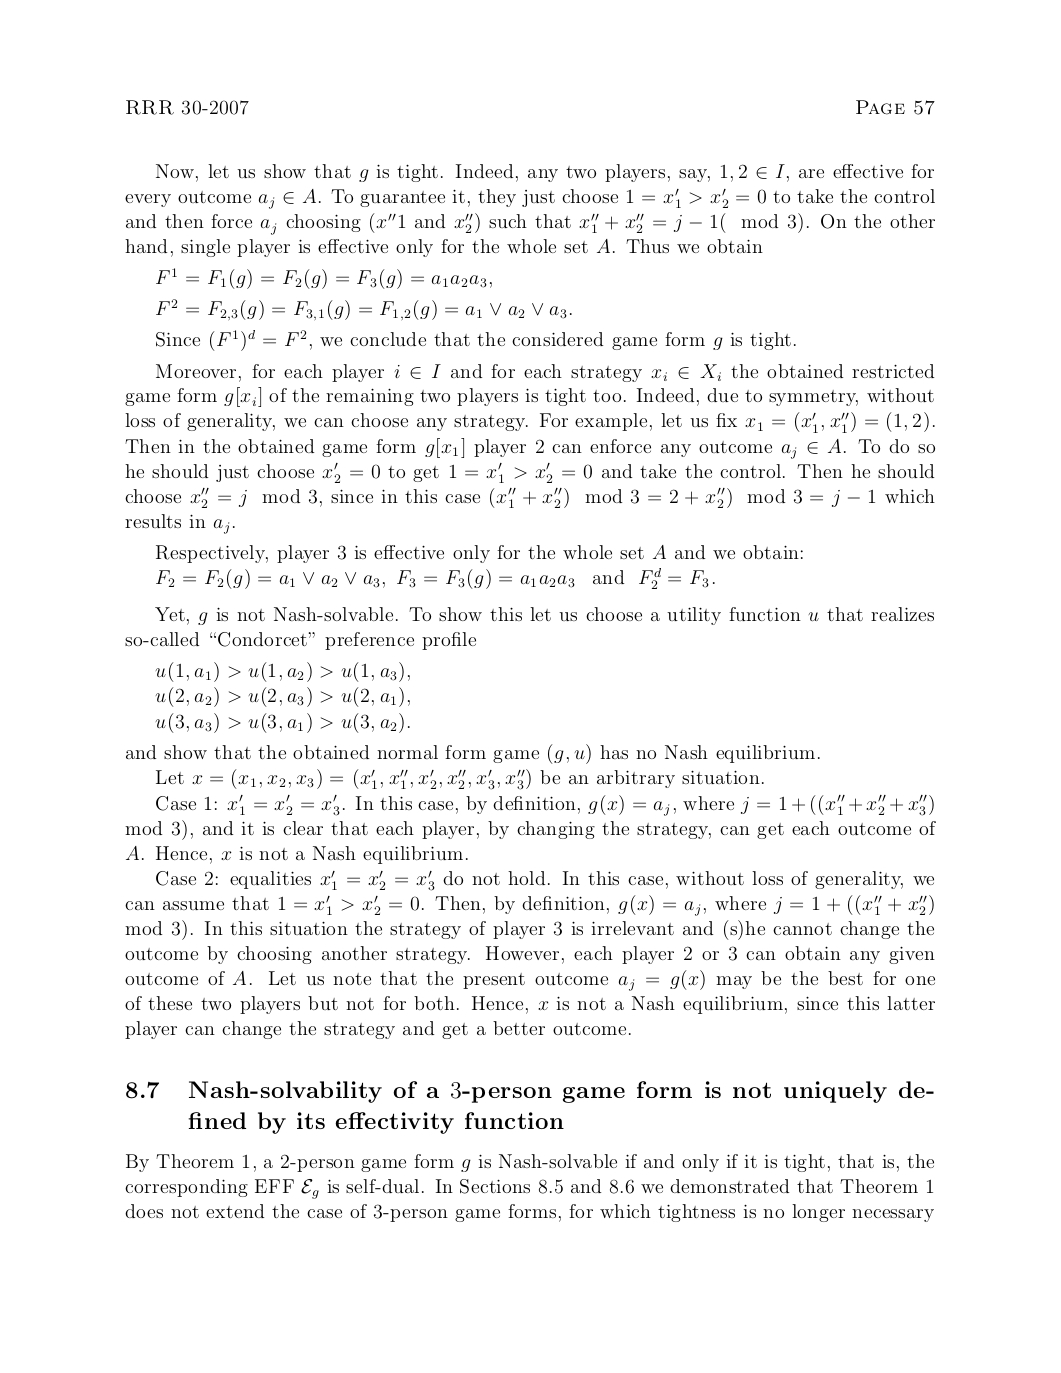 RRR 30-2007 PAGE 57
Now, let us show that g is tight. Indeed, any two players, say, 1, 2 ∈ I, are effective for
every outcome a_j ∈ A. To guarantee it, they just choose 1 = x′_1 > x′_2 = 0 to take the control
and then force a_j choosing (x″1 and x″_2) such that x″_1 + x″_2 = j − 1( mod 3). On the other
hand, single player is effective only for the whole set A. Thus we obtain
F^1 = F_1(g) = F_2(g) = F_3(g) = a_1a_2a_3,
F^2 = F_{2,3}(g) = F_{3,1}(g) = F_{1,2}(g) = a_1 ∨ a_2 ∨ a_3.
Since (F^1)^d = F^2, we conclude that the considered game form g is tight.
Moreover, for each player i ∈ I and for each strategy x_i ∈ X_i the obtained restricted
game form g[x_i] of the remaining two players is tight too. Indeed, due to symmetry, without
loss of generality, we can choose any strategy. For example, let us fix x_1 = (x′_1, x″_1) = (1, 2).
Then in the obtained game form g[x_1] player 2 can enforce any outcome a_j ∈ A. To do so
he should just choose x′_2 = 0 to get 1 = x′_1 > x′_2 = 0 and take the control. Then he should
choose x″_2 = j mod 3, since in this case (x″_1 + x″_2) mod 3 = 2 + x″_2) mod 3 = j − 1 which
results in a_j.
Respectively, player 3 is effective only for the whole set A and we obtain:
F_2 = F_2(g) = a_1 ∨ a_2 ∨ a_3, F_3 = F_3(g) = a_1a_2a_3 and F_2^d = F_3.
Yet, g is not Nash-solvable. To show this let us choose a utility function u that realizes
so-called “Condorcet” preference profile
u(1, a_1) > u(1, a_2) > u(1, a_3),
u(2, a_2) > u(2, a_3) > u(2, a_1),
u(3, a_3) > u(3, a_1) > u(3, a_2).
and show that the obtained normal form game (g, u) has no Nash equilibrium.
Let x = (x_1, x_2, x_3) = (x′_1, x″_1, x′_2, x″_2, x′_3, x″_3) be an arbitrary situation.
Case 1: x′_1 = x′_2 = x′_3. In this case, by definition, g(x) = a_j, where j = 1 + ((x″_1 + x″_2 + x″_3)
mod 3), and it is clear that each player, by changing the strategy, can get each outcome of
A. Hence, x is not a Nash equilibrium.
Case 2: equalities x′_1 = x′_2 = x′_3 do not hold. In this case, without loss of generality, we
can assume that 1 = x′_1 > x′_2 = 0. Then, by definition, g(x) = a_j, where j = 1 + ((x″_1 + x″_2)
mod 3). In this situation the strategy of player 3 is irrelevant and (s)he cannot change the
outcome by choosing another strategy. However, each player 2 or 3 can obtain any given
outcome of A. Let us note that the present outcome a_j = g(x) may be the best for one
of these two players but not for both. Hence, x is not a Nash equilibrium, since this latter
player can change the strategy and get a better outcome.
8.7 Nash-solvability of a 3-person game form is not uniquely de-
fined by its effectivity function
By Theorem 1, a 2-person game form g is Nash-solvable if and only if it is tight, that is, the
corresponding EFF ℰ_g is self-dual. In Sections 8.5 and 8.6 we demonstrated that Theorem 1
does not extend the case of 3-person game forms, for which tightness is no longer necessary